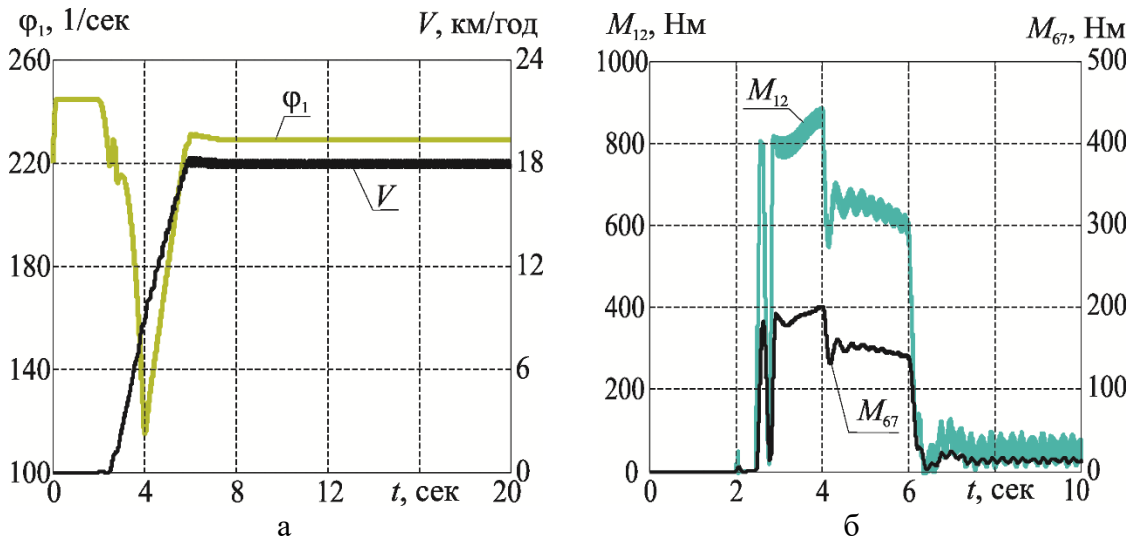 φ₁, 1/сек V, км/год
260 24
φ₁
220 18
V
180 12
140 6
100 0
0 4 8 12 16 t, сек 20
а
M₁₂, Нм M₆₇, Нм
1000 500
M₁₂
800 400
600 300
400 200
M₆₇
200 100
0 0
0 2 4 6 t, сек 10
б